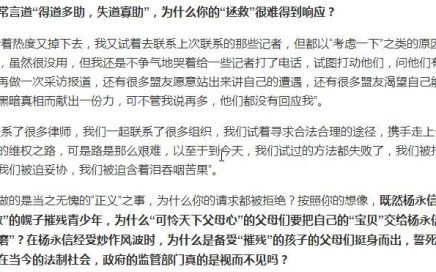 常言道“得道多助，失道寡助”，为什么你的“拯救”很难得到响应？
着热度又掉下去，我又试着去联系上次联系的那些记者，但都以“考虑一下”之类的原因
，虽然很没用，但我还是不争气地哭着给一些记者打了电话，试图打动他们，问他们有
再做一次采访报道，还有很多盟友愿意站出来讲自己的遭遇，还有很多盟友渴望自己能
黑暗真相而献出一份力，可不管我说再多，他们都没有回应我”。
系了很多律师，我们一起联系了很多组织，我们试着寻求合法合理的途径，携手走上
的维权之路，可是路是那么艰难，以至于到今天，我们试过的方法都失败了，我们被
我们被迫妥协，我们被迫含着泪吞咽苦果”。
做的是当之无愧的“正义”之事，为什么你的请求都被拒绝？按照你的想像，既然杨永信
的幌子摧残青少年，为什么“可怜天下父母心”的父母们要把自己的“宝贝”交给杨永信
磨”？在杨永信经受炒作风波时，为什么是备受“摧残”的孩子的父母们挺身而出，誓死
在当今的法制社会，政府的监管部门真的是视而不见吗？